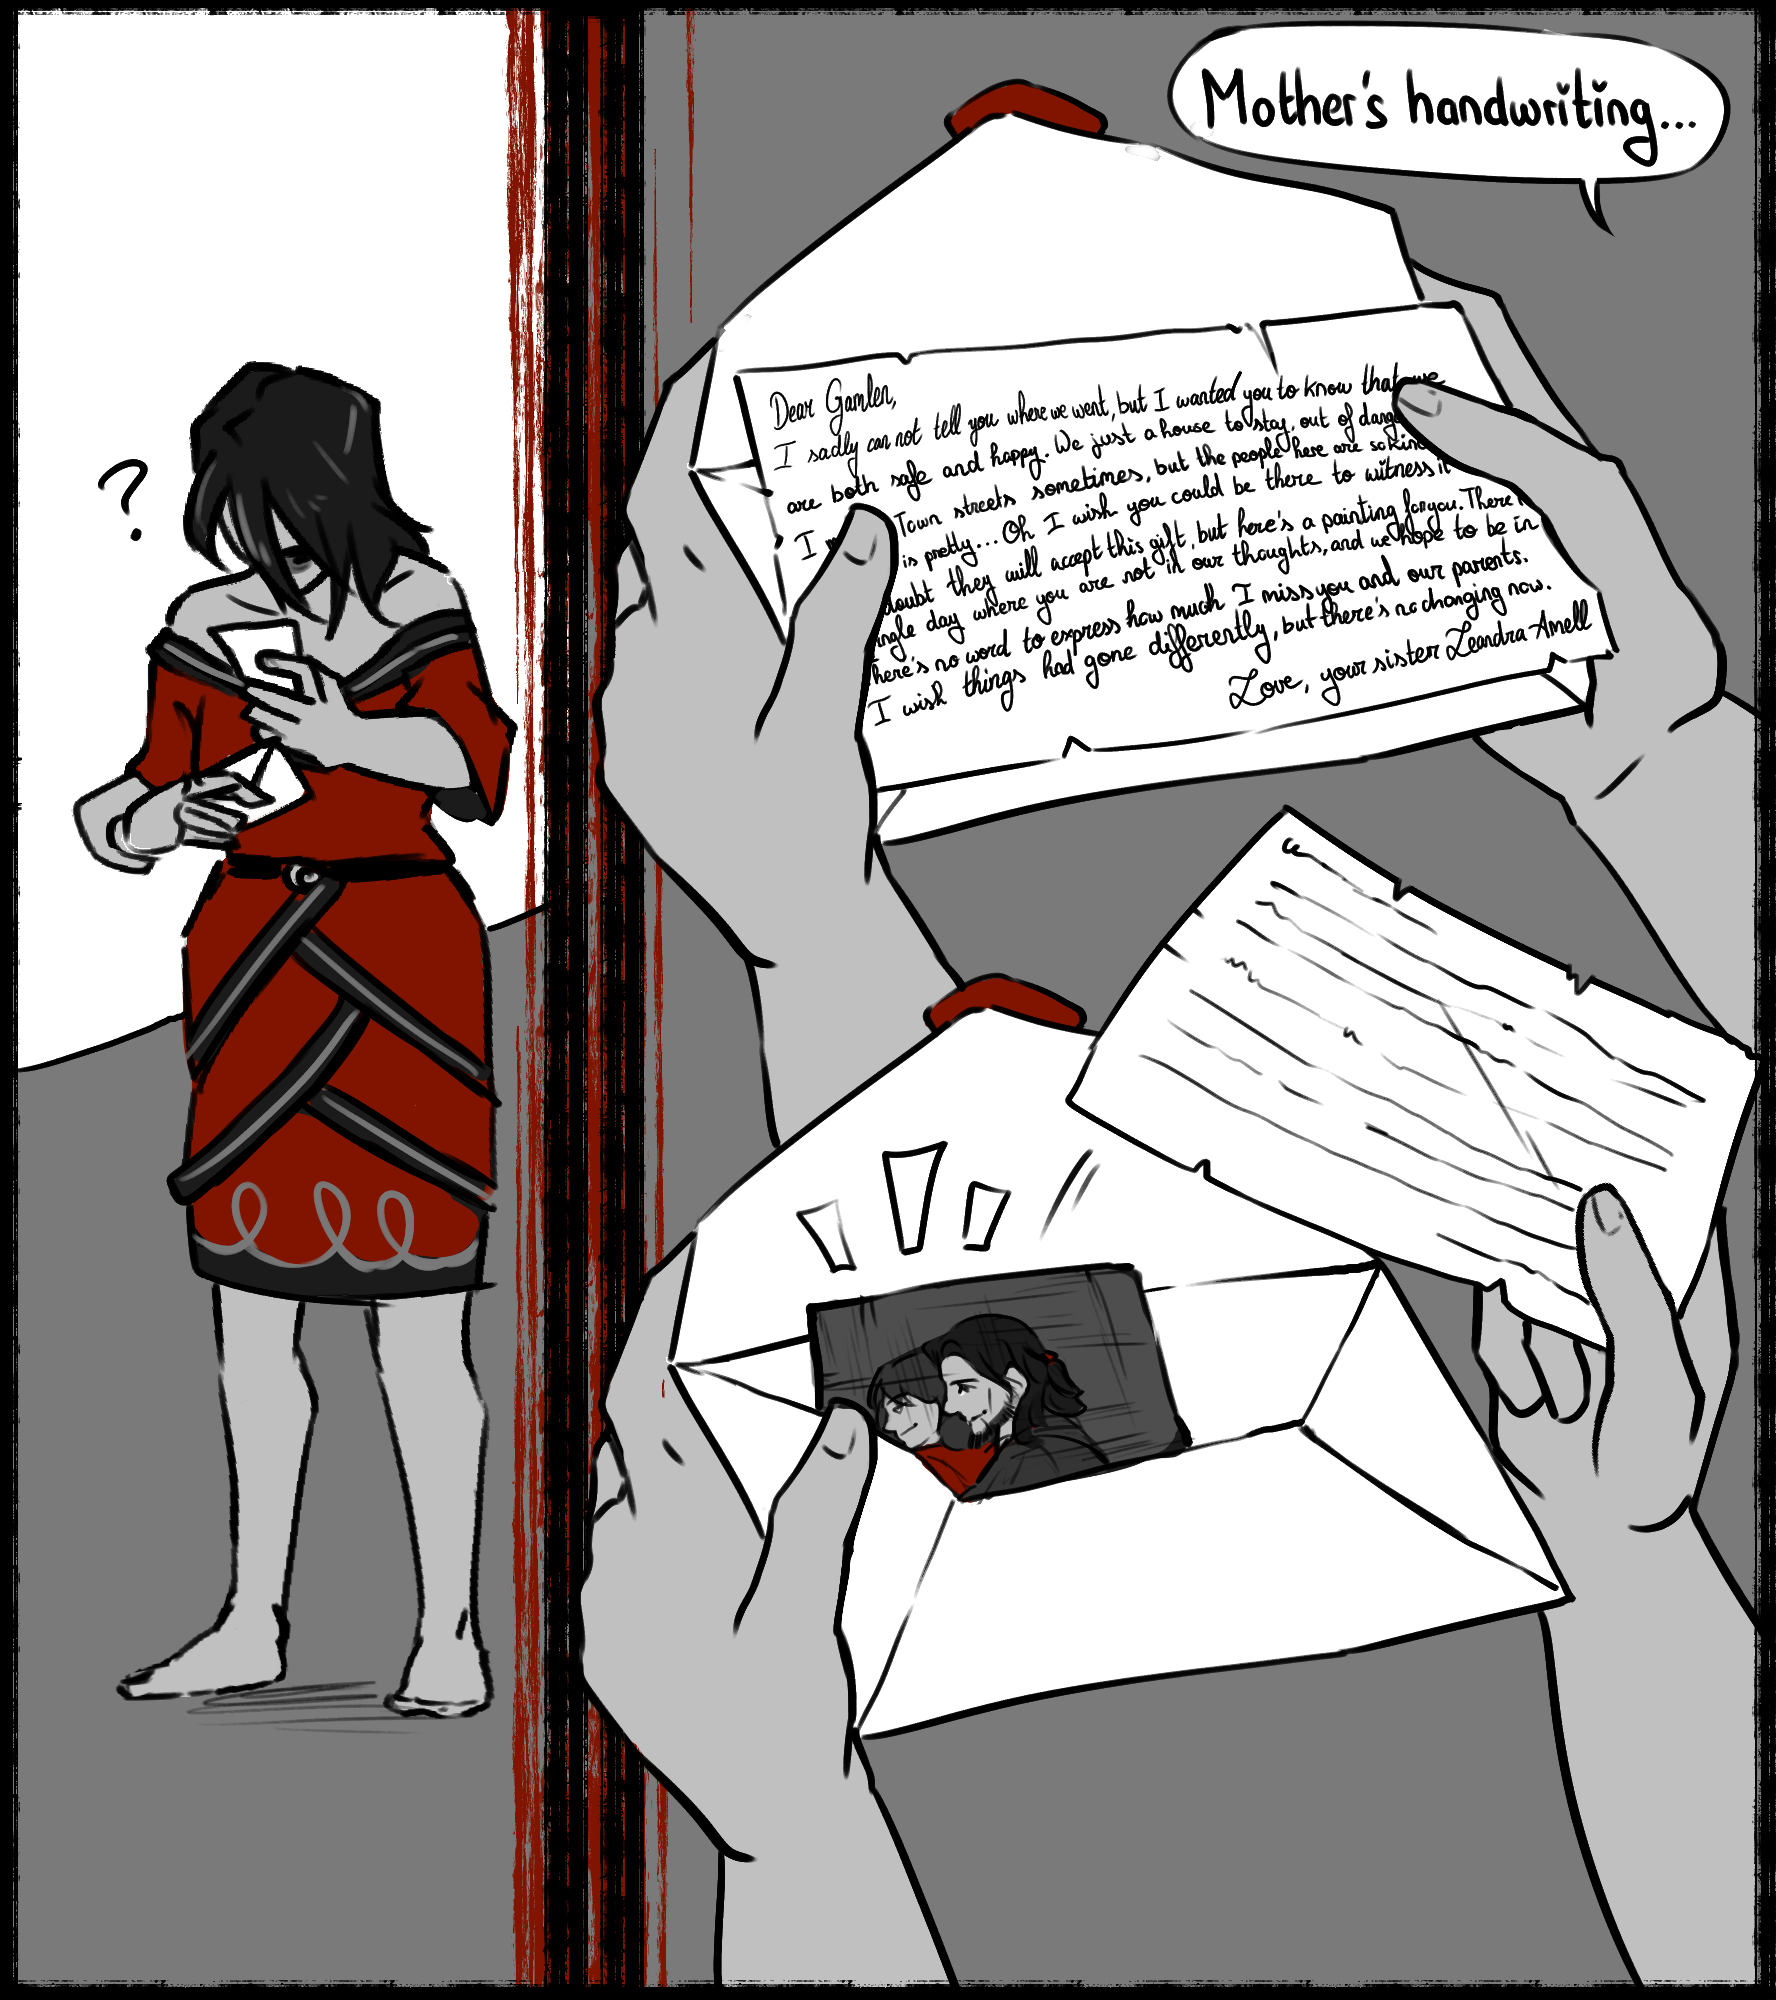 ?
Mother's handwriting...
Dear Gamlen,
I sadly can not tell you where we went, but I wanted you to know that we
are both safe and happy. We just a house to stay, out of dang
I Town streets sometimes, but the people here are so kin
is pretty... Oh I wish you could be there to witness it
doubt they will accept this gift, but here's a painting for you. There
ingle day where you are not in our thoughts, and we hope to be in
here's no word to express how much I miss you and our parents.
I wish things had gone differently, but there's no changing now.
Love, your sister Leandra Amell